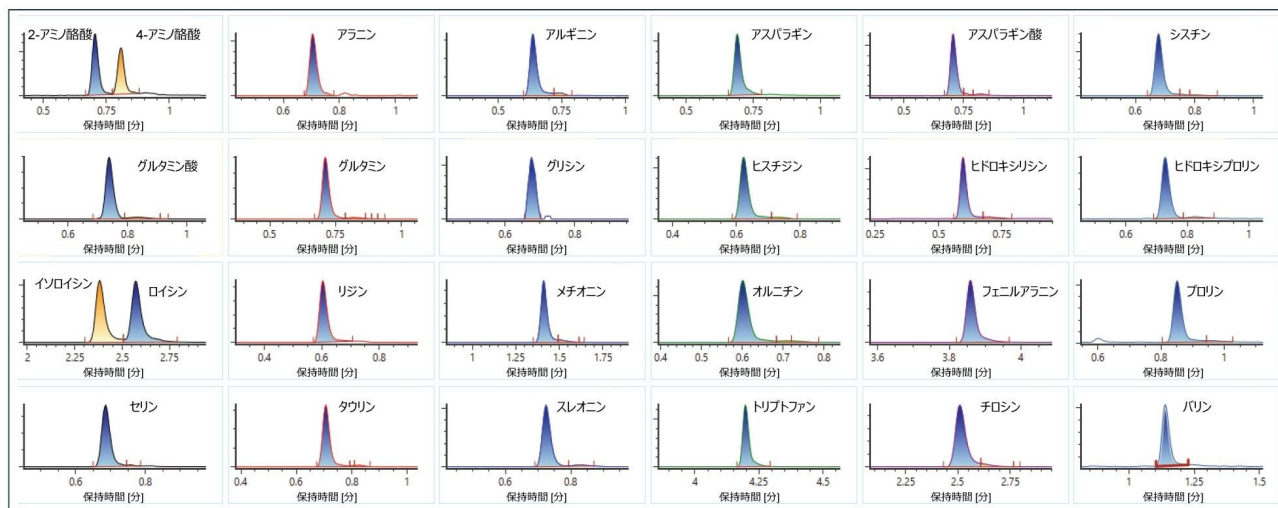 2-アミノ酪酸 4-アミノ酪酸
0.5 0.75 1
保持時間 [分]
アラニン
0.5 0.75 1
保持時間 [分]
アルギニン
0.5 0.75 1
保持時間 [分]
アスパラギン
0.5 0.75 1
保持時間 [分]
アスパラギン酸
0.5 0.75 1
保持時間 [分]
シスチン
0.6 0.8 1
保持時間 [分]
グルタミン酸
0.6 0.8 1
保持時間 [分]
グルタミン
0.5 0.75 1
保持時間 [分]
グリシン
0.6 0.8
保持時間 [分]
ヒスチジン
0.4 0.6 0.8
保持時間 [分]
ヒドロキシリシン
0.25 0.5 0.75
保持時間 [分]
ヒドロキシプロリン
0.6 0.8 1
保持時間 [分]
イソロイシン ロイシン
2 2.25 2.5 2.75
保持時間 [分]
リジン
0.4 0.6 0.8
保持時間 [分]
メチオニン
1 1.25 1.5 1.75
保持時間 [分]
オルニチン
0.4 0.5 0.6 0.7 0.8
保持時間 [分]
フェニルアラニン
3.6 3.8 4
保持時間 [分]
プロリン
0.6 0.8 1
保持時間 [分]
セリン
0.6 0.8
保持時間 [分]
タウリン
0.4 0.6 0.8 1
保持時間 [分]
スレオニン
0.6 0.8
保持時間 [分]
トリプトファン
4 4.25 4.5
保持時間 [分]
チロシン
2.25 2.5 2.75
保持時間 [分]
バリン
1 1.25 1.5
保持時間 [分]